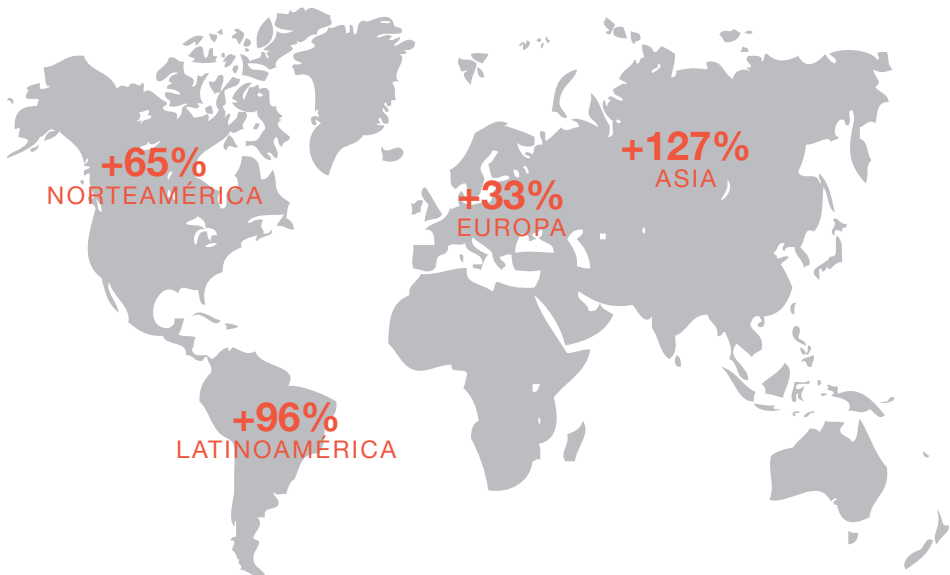 +127%
ASIA
+65%
NORTEAMÉRICA
+33%
EUROPA
+96%
LATINOAMÉRICA